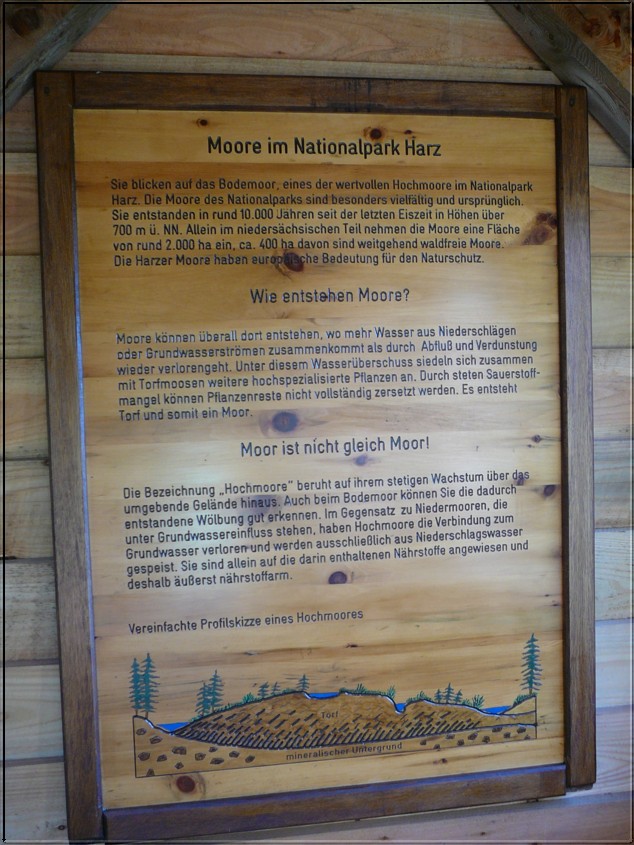 Moore im Nationalpark Harz
Sie blicken auf das Bodemoor, eines der wertvollen Hochmoore im Nationalpark
Harz. Die Moore des Nationalparks sind besonders vielfältig und ursprünglich.
Sie entstanden in rund 10.000 Jahren seit der letzten Eiszeit in Höhen über
700 m ü. NN. Allein im niedersächsischen Teil nehmen die Moore eine Fläche
von rund 2.000 ha ein, ca. 400 ha davon sind weitgehend waldfreie Moore.
Die Harzer Moore haben europäische Bedeutung für den Naturschutz.
Wie entstehen Moore?
Moore können überall dort entstehen, wo mehr Wasser aus Niederschlägen
oder Grundwasserströmen zusammenkommt als durch Abfluß und Verdunstung
wieder verlorengeht. Unter diesem Wasserüberschuss siedeln sich zusammen
mit Torfmoosen weitere hochspezialisierte Pflanzen an. Durch steten Sauerstoff-
mangel können Pflanzenreste nicht vollständig zersetzt werden. Es entsteht
Torf und somit ein Moor.
Moor ist nicht gleich Moor!
Die Bezeichnung „Hochmoore" beruht auf ihrem stetigen Wachstum über das
umgebende Gelände hinaus. Auch beim Bodemoor können Sie die dadurch
entstandene Wölbung gut erkennen. Im Gegensatz zu Niedermooren, die
unter Grundwassereinfluss stehen, haben Hochmoore die Verbindung zum
Grundwasser verloren und werden ausschließlich aus Niederschlagswasser
gespeist. Sie sind allein auf die darin enthaltenen Nährstoffe angewiesen und
deshalb äußerst nährstoffarm.
Vereinfachte Profilskizze eines Hochmoores
Torf
mineralischer Untergrund